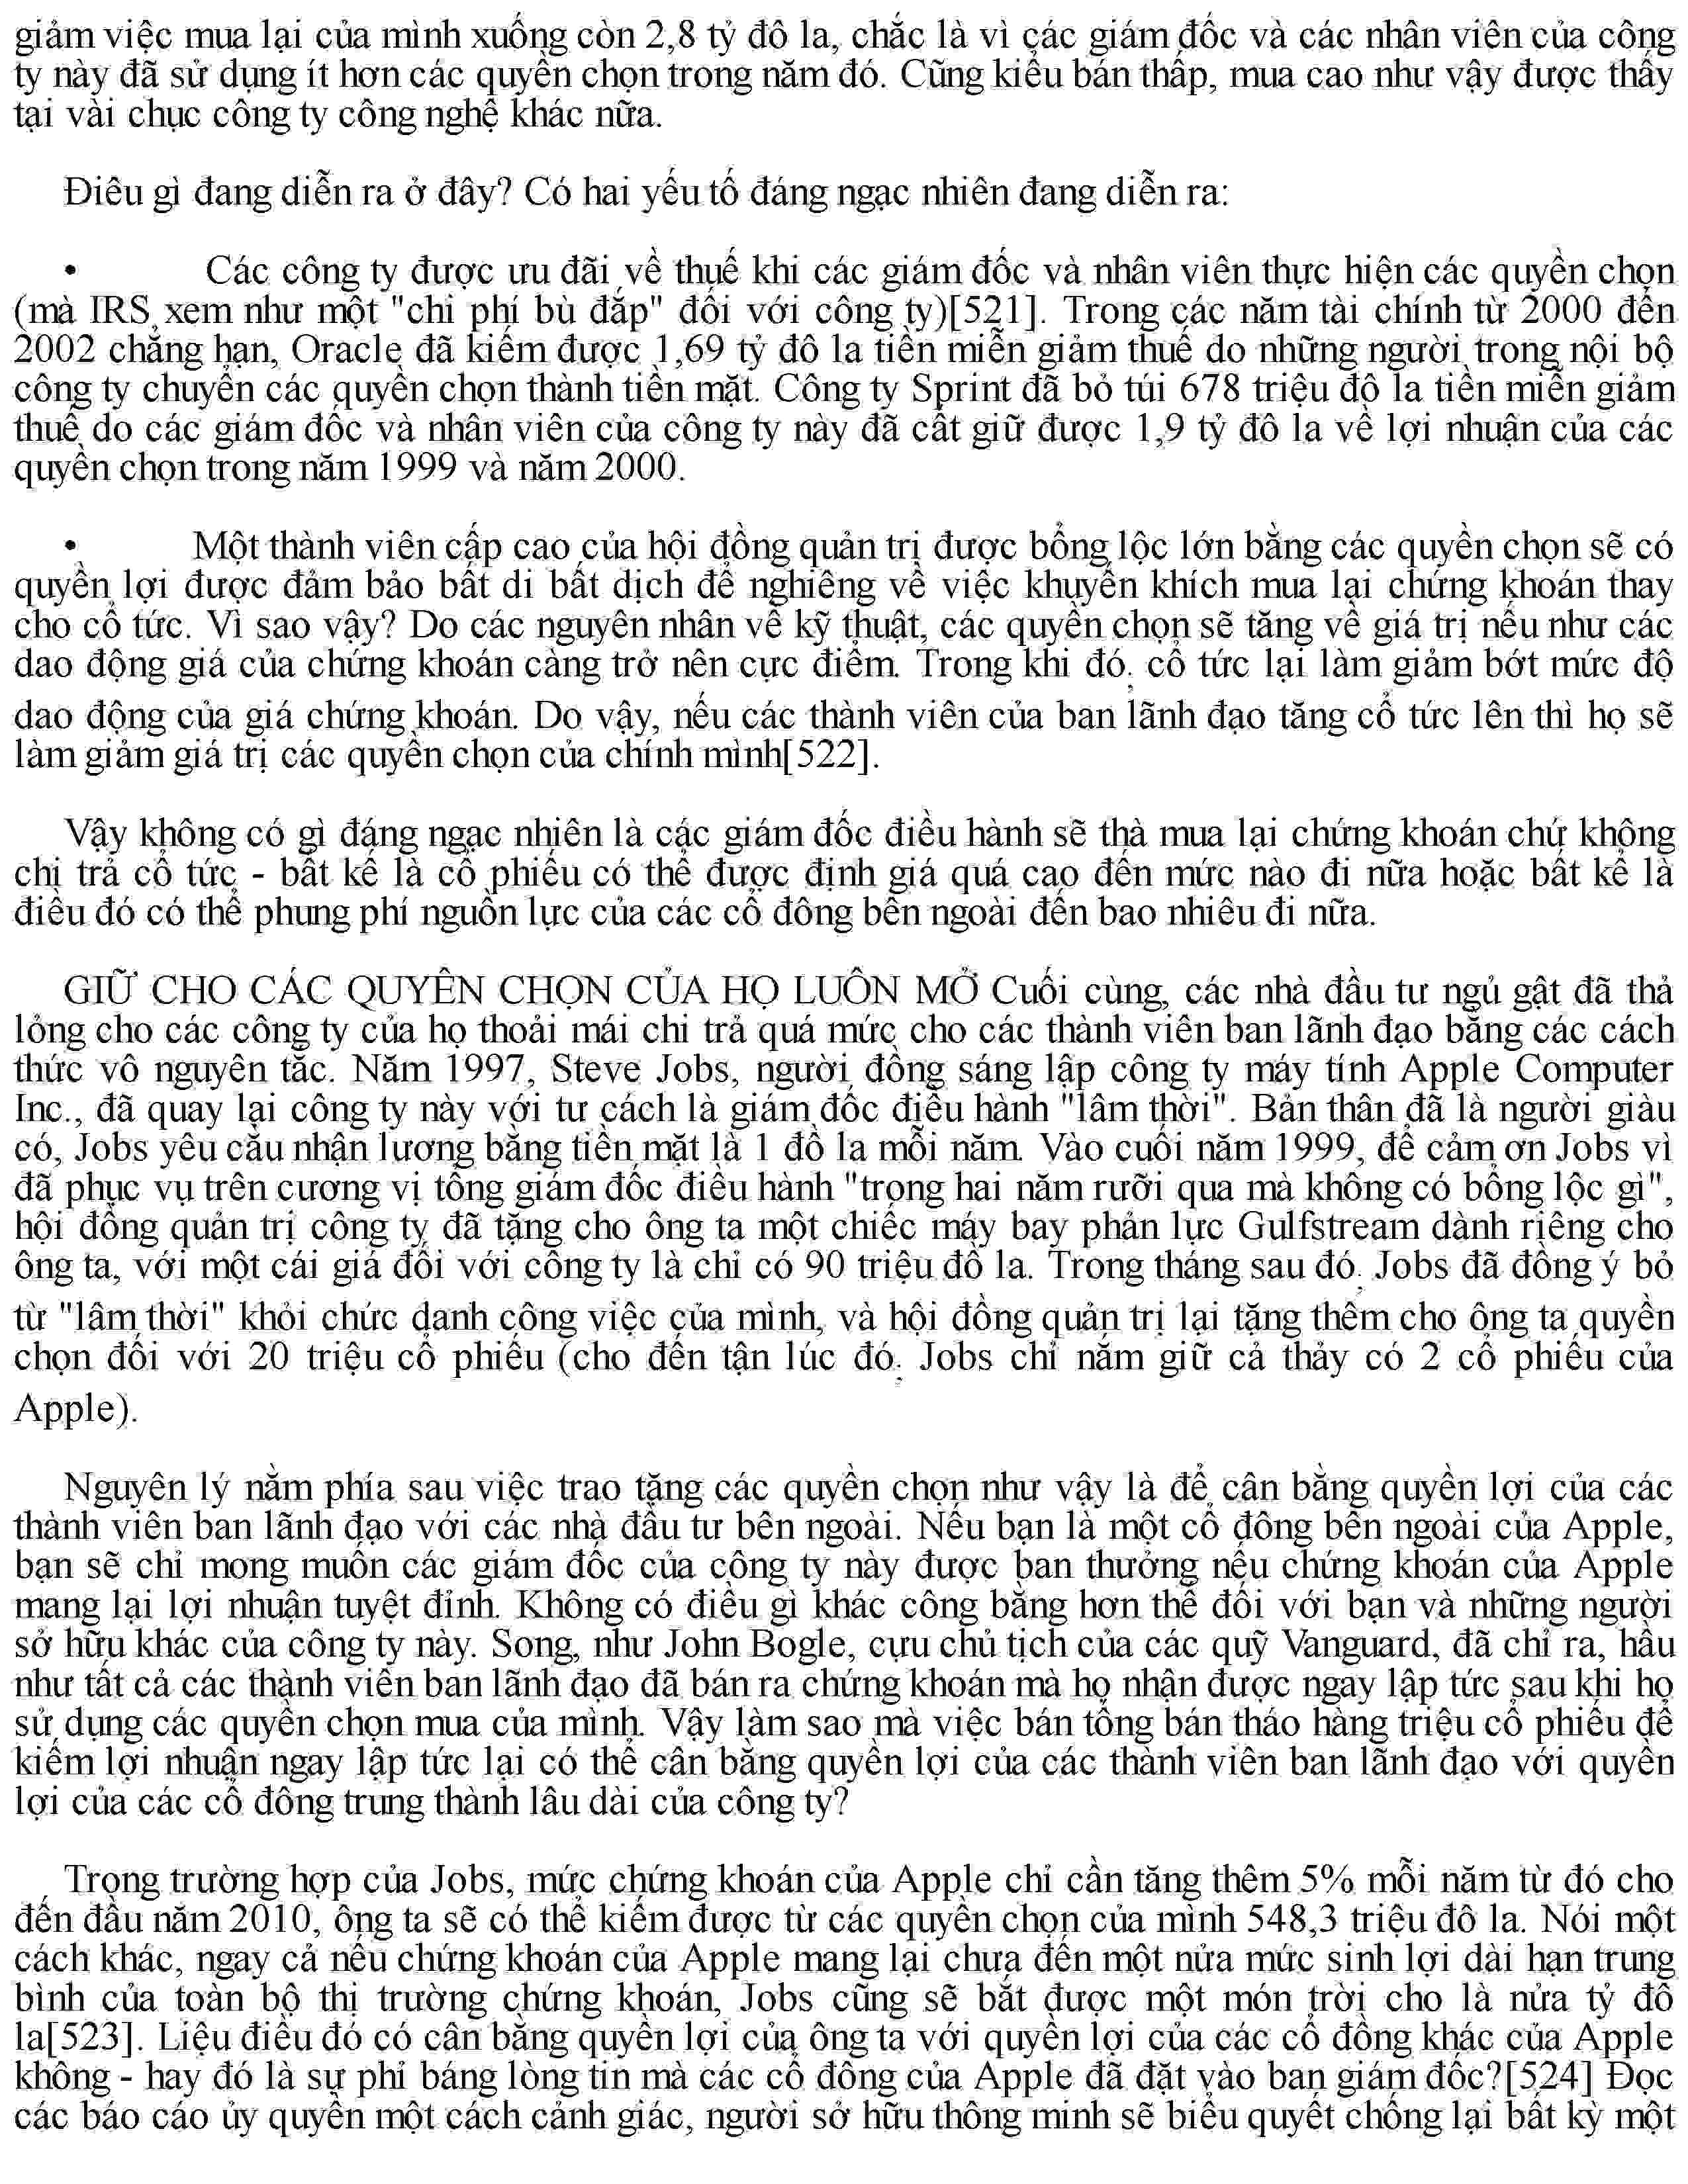 giảm việc mua lại của mình xuống còn 2,8 tỷ đô la, chắc là vì các giám đốc và các nhân viên của công
ty này đã sử dụng ít hơn các quyền chọn trong năm đó. Cũng kiểu bán thấp, mua cao như vậy được thấy
tại vài chục công ty công nghệ khác nữa.
Điều gì đang diễn ra ở đây? Có hai yếu tố đáng ngạc nhiên đang diễn ra:
• Các công ty được ưu đãi về thuế khi các giám đốc và nhân viên thực hiện các quyền chọn
(mà IRS xem như một "chi phí bù đắp" đối với công ty)[521]. Trong các năm tài chính từ 2000 đến
2002 chẳng hạn, Oracle đã kiếm được 1,69 tỷ đô la tiền miễn giảm thuế do những người trong nội bộ
công ty chuyển các quyền chọn thành tiền mặt. Công ty Sprint đã bỏ túi 678 triệu đô la tiền miễn giảm
thuế do các giám đốc và nhân viên của công ty này đã cất giữ được 1,9 tỷ đô la về lợi nhuận của các
quyền chọn trong năm 1999 và năm 2000.
• Một thành viên cấp cao của hội đồng quản trị được bổng lộc lớn bằng các quyền chọn sẽ có
quyền lợi được đảm bảo bất di bất dịch để nghiêng về việc khuyến khích mua lại chứng khoán thay
cho cổ tức. Vì sao vậy? Do các nguyên nhân về kỹ thuật, các quyền chọn sẽ tăng về giá trị nếu như các
dao động giá của chứng khoán càng trở nên cực điểm. Trong khi đó, cổ tức lại làm giảm bớt mức độ
dao động của giá chứng khoán. Do vậy, nếu các thành viên của ban lãnh đạo tăng cổ tức lên thì họ sẽ
làm giảm giá trị các quyền chọn của chính mình[522].
Vậy không có gì đáng ngạc nhiên là các giám đốc điều hành sẽ thà mua lại chứng khoán chứ không
chi trả cổ tức - bất kể là cổ phiếu có thể được định giá quá cao đến mức nào đi nữa hoặc bất kể là
điều đó có thể phung phí nguồn lực của các cổ đông bên ngoài đến bao nhiêu đi nữa.
GIỮ CHO CÁC QUYỀN CHỌN CỦA HỌ LUÔN MỞ Cuối cùng, các nhà đầu tư ngủ gật đã thả
lỏng cho các công ty của họ thoải mái chi trả quá mức cho các thành viên ban lãnh đạo bằng các cách
thức vô nguyên tắc. Năm 1997, Steve Jobs, người đồng sáng lập công ty máy tính Apple Computer
Inc., đã quay lại công ty này với tư cách là giám đốc điều hành "lâm thời". Bản thân đã là người giàu
có, Jobs yêu cầu nhận lương bằng tiền mặt là 1 đồ la mỗi năm. Vào cuối năm 1999, để cảm ơn Jobs vì
đã phục vụ trên cương vị tổng giám đốc điều hành "trong hai năm rưỡi qua mà không có bổng lộc gì",
hội đồng quản trị công ty đã tặng cho ông ta một chiếc máy bay phản lực Gulfstream dành riêng cho
ông ta, với một cái giá đối với công ty là chỉ có 90 triệu đồ la. Trong tháng sau đó, Jobs đã đồng ý bỏ
từ "lâm thời" khỏi chức danh công việc của mình, và hội đồng quản trị lại tặng thêm cho ông ta quyền
chọn đối với 20 triệu cổ phiếu (cho đến tận lúc đó, Jobs chỉ nắm giữ cả thảy có 2 cổ phiếu của
Apple).
Nguyên lý nằm phía sau việc trao tặng các quyền chọn như vậy là để cân bằng quyền lợi của các
thành viên ban lãnh đạo với các nhà đầu tư bên ngoài. Nếu bạn là một cổ đông bên ngoài của Apple,
bạn sẽ chỉ mong muốn các giám đốc của công ty này được ban thưởng nếu chứng khoán của Apple
mang lại lợi nhuận tuyệt đỉnh. Không có điều gì khác công bằng hơn thế đối với bạn và những người
sở hữu khác của công ty này. Song, như John Bogle, cựu chủ tịch của các quỹ Vanguard, đã chỉ ra, hầu
như tất cả các thành viên ban lãnh đạo đã bán ra chứng khoán mà họ nhận được ngay lập tức sau khi họ
sử dụng các quyền chọn mua của mình. Vậy làm sao mà việc bán tống bán tháo hàng triệu cổ phiếu để
kiếm lợi nhuận ngay lập tức lại có thể cân bằng quyền lợi của các thành viên ban lãnh đạo với quyền
lợi của các cổ đông trung thành lâu dài của công ty?
Trong trường hợp của Jobs, mức chứng khoán của Apple chỉ cần tăng thêm 5% mỗi năm từ đó cho
đến đầu năm 2010, ông ta sẽ có thể kiếm được từ các quyền chọn của mình 548,3 triệu đô la. Nói một
cách khác, ngay cả nếu chứng khoán của Apple mang lại chưa đến một nửa mức sinh lợi dài hạn trung
bình của toàn bộ thị trường chứng khoán, Jobs cũng sẽ bắt được một món trời cho là nửa tỷ đồ
la[523]. Liệu điều đó có cân bằng quyền lợi của ông ta với quyền lợi của các cổ đồng khác của Apple
không - hay đó là sự phỉ báng lòng tin mà các cổ đông của Apple đã đặt vào ban giám đốc?[524] Đọc
các báo cáo ủy quyền một cách cảnh giác, người sở hữu thông minh sẽ biểu quyết chống lại bất kỳ một